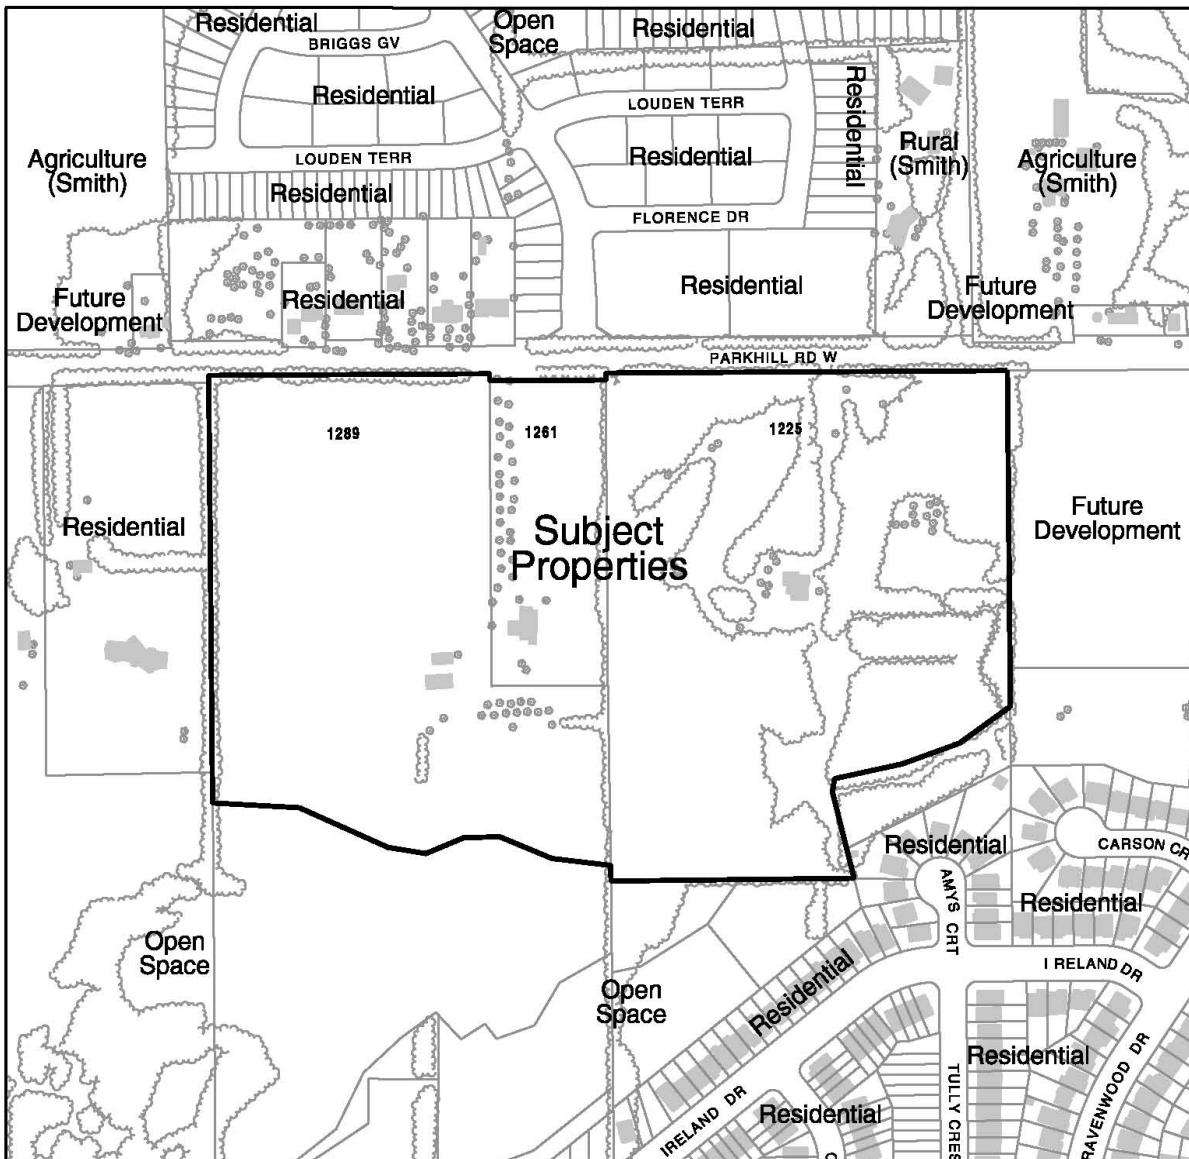 Residential
Open
Space
Residential
BRIGGS GV
Residential
LOUDEN TERR
Residential
Rural
(Smith)
Agriculture
(Smith)
Agriculture
(Smith)
LOUDEN TERR
Residential
Residential
FLORENCE DR
Residential
Future
Development
Residential
Future
Development
PARKHILL RD W
1289
1261
1225
Subject
Properties
Residential
Future
Development
Residential
CARSON CR
AMYS CRT
Residential
Open
Space
Residential
IRELAND DR
Open
Space
Residential
RAVENWOOD DR
TULLY CRES
IRELAND DR
Residential